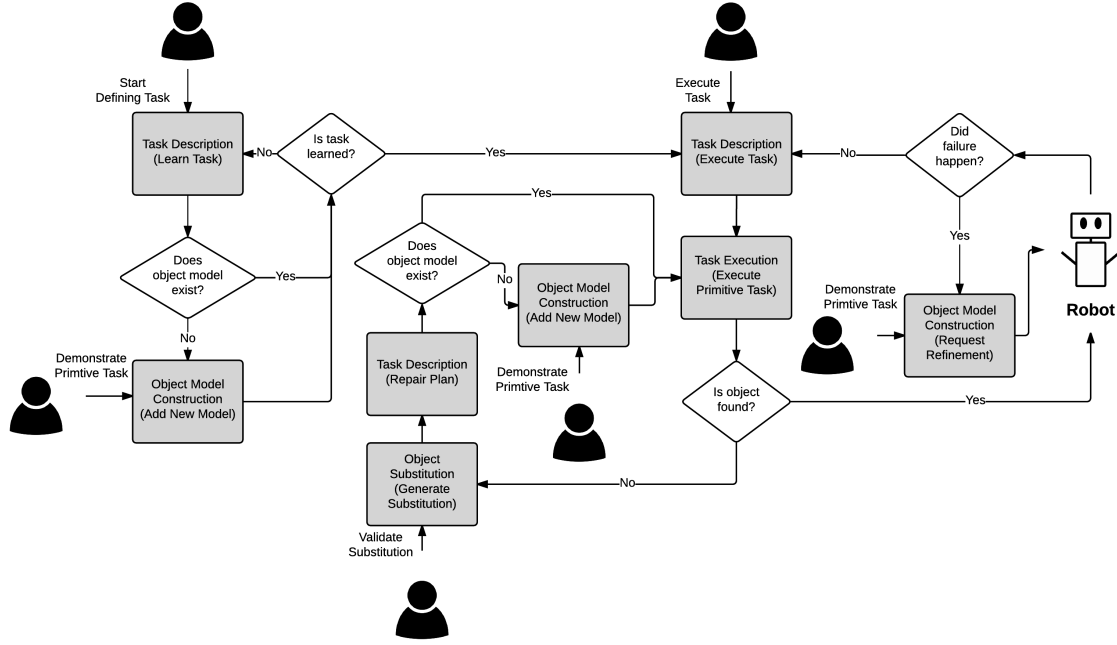 Start
Defining Task
Task Description
(Learn Task)
No
Is task
learned?
Yes
Execute
Task
Task Description
(Execute Task)
No
Did
failure
happen?
Yes
Does
object model
exist?
Yes
No
Demonstrate
Primtive Task
Object Model
Construction
(Add New Model)
Yes
Does
object model
exist?
No
Object Model
Construction
(Add New Model)
Demonstrate
Primtive Task
Task Description
(Repair Plan)
Object
Substitution
(Generate
Substitution)
Validate
Substitution
Task Execution
(Execute
Primitive Task)
Is object
found?
No
Yes
Demonstrate
Primtive Task
Object Model
Construction
(Request
Refinement)
Robot